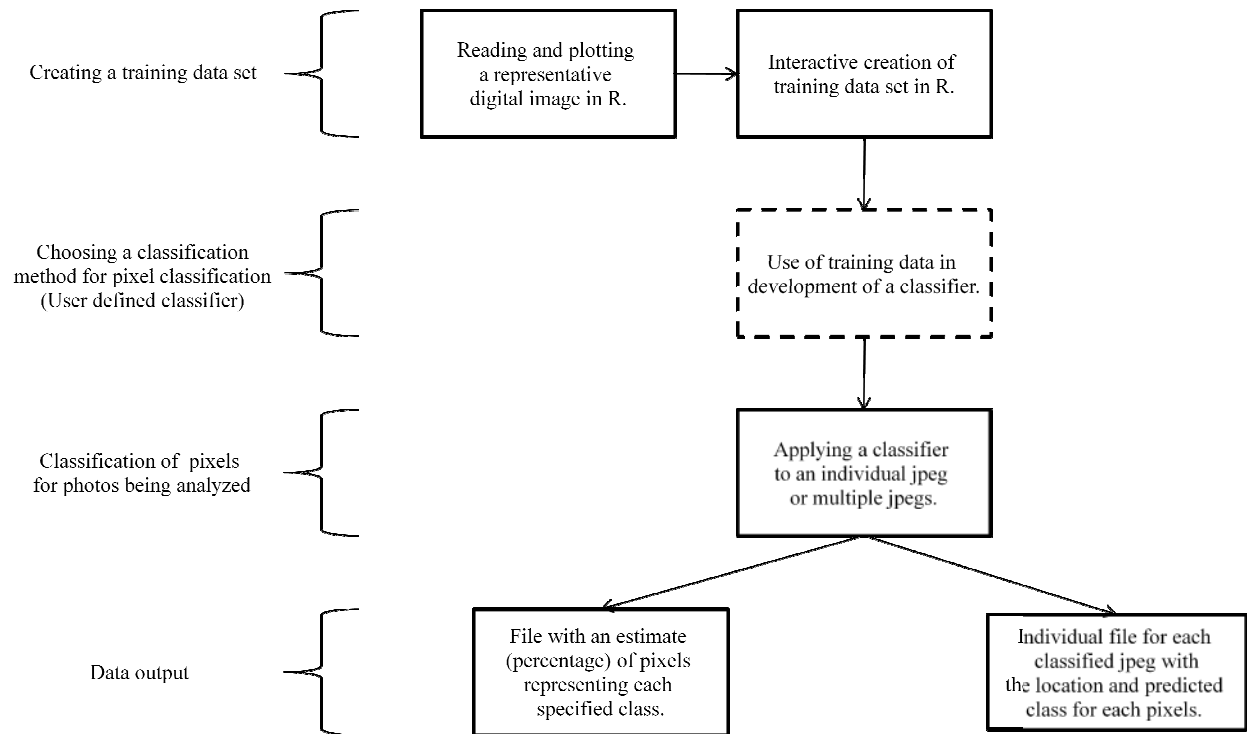 Creating a training data set
Reading and plotting
a representative
digital image in R.
Interactive creation of
training data set in R.
Choosing a classification
method for pixel classification
(User defined classifier)
Use of training data in
development of a classifier.
Classification of pixels
for photos being analyzed
Applying a classifier
to an individual jpeg
or multiple jpegs.
Data output
File with an estimate
(percentage) of pixels
representing each
specified class.
Individual file for each
classified jpeg with
the location and predicted
class for each pixels.